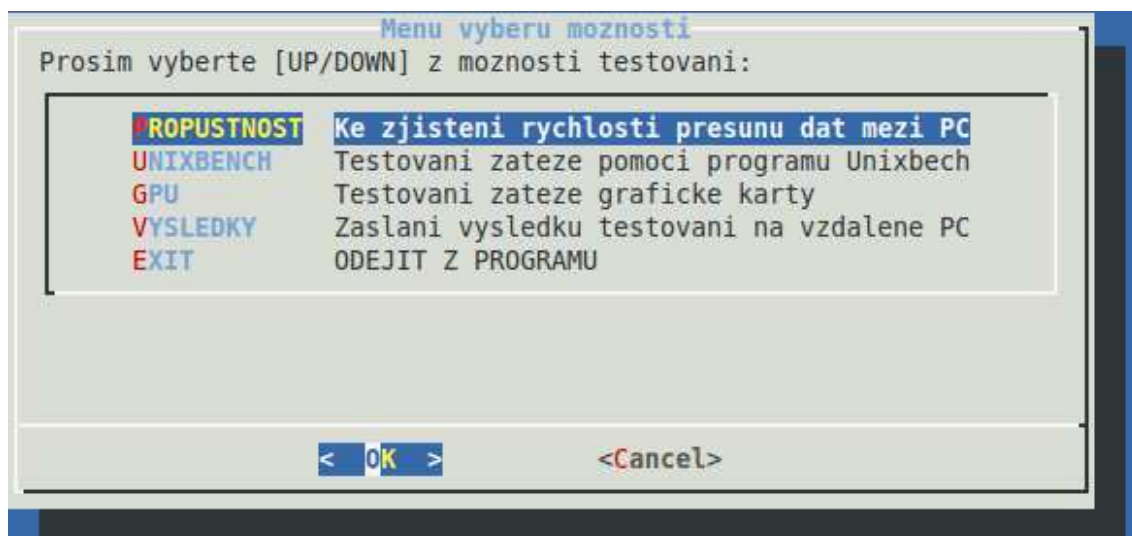 Menu vyberu moznosti
Prosim vyberte [UP/DOWN] z moznosti testovani:
PROPUSTNOST Ke zjisteni rychlosti presunu dat mezi PC
UNIXBENCH Testovani zateze pomoci programu Unixbech
GPU Testovani zateze graficke karty
VYSLEDKY Zaslani vysledku testovani na vzdalene PC
EXIT ODEJIT Z PROGRAMU
< OK > <Cancel>